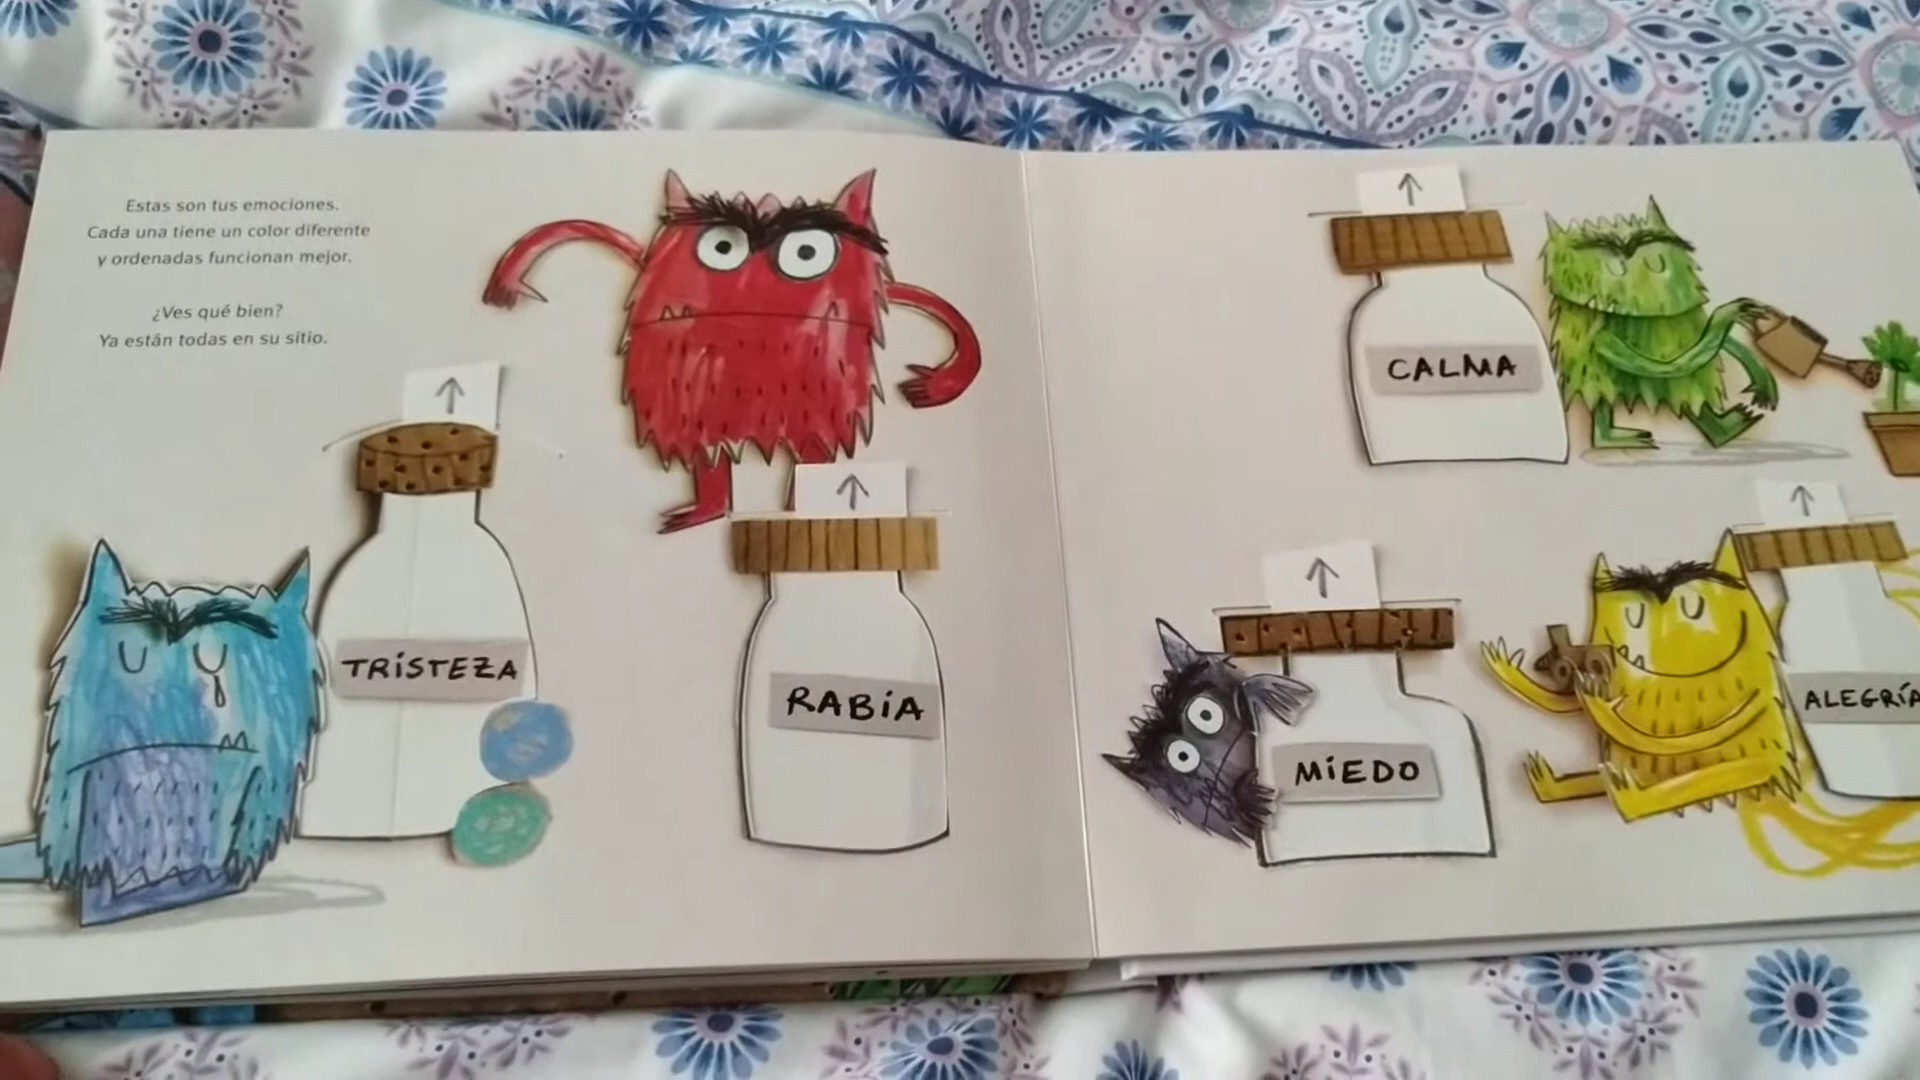 Estas son tus emociones.
Cada una tiene un color diferente
y ordenadas funcionan mejor.
¿Ves qué bien?
Ya están todas en su sitio.
TRISTEZA
RABIA
CALMA
MIEDO
ALEGRÍA